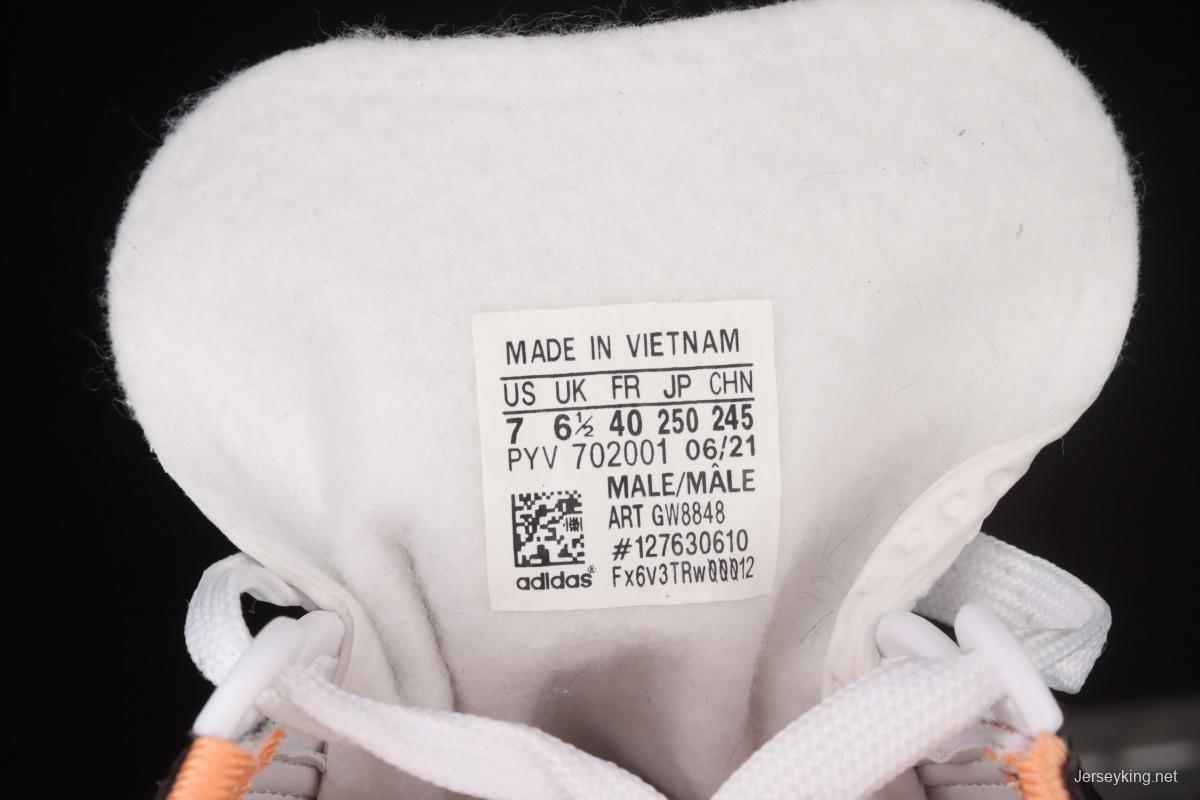 MADE IN VIETNAM
US UK FR JP CHN
7 6½ 40 250 245
PYV 702001 06/21
MALE/MÂLE
ART GW8848
#127630610
adidas® Fx6v3TRw00012
Jerseyking.net